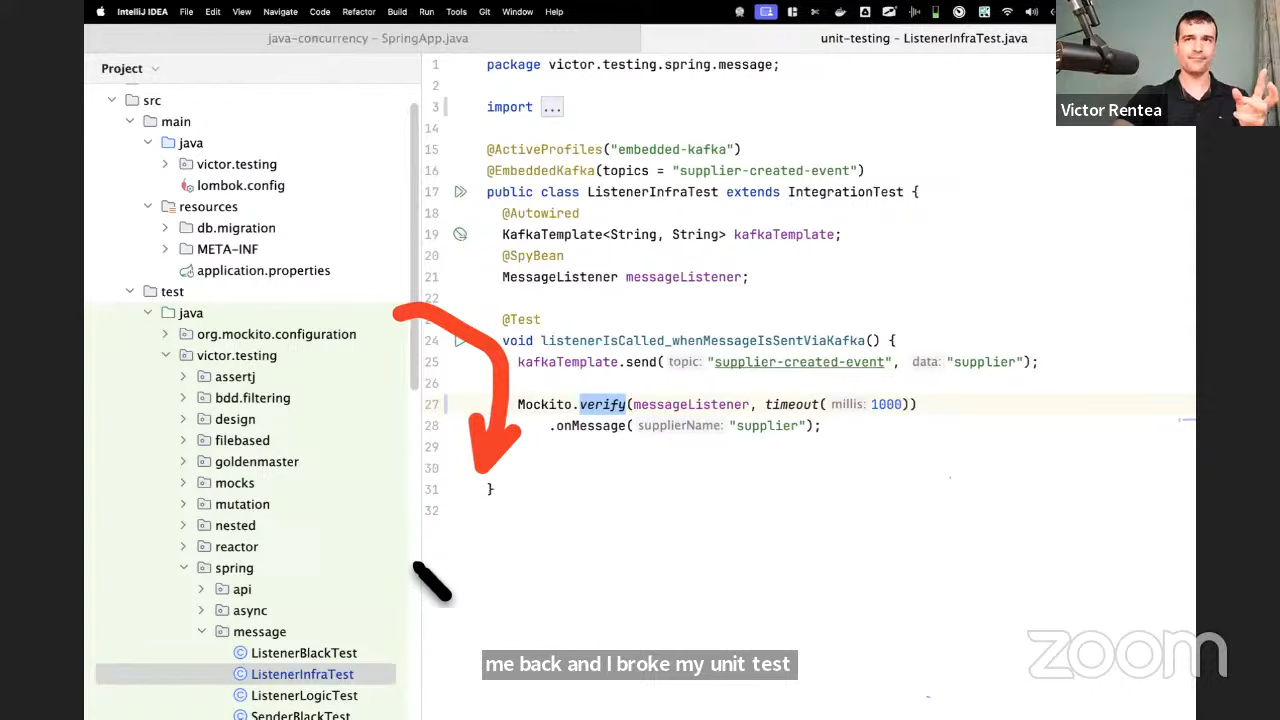 IntelliJ IDEA File Edit View Navigate Code Refactor Build Run Tools Git Window Help
java-concurrency – SpringApp.java
unit-testing – ListenerInfraTest.java
Victor Rentea
Project
src
main
java
victor.testing
lombok.config
resources
db.migration
META-INF
application.properties
test
java
org.mockito.configuration
victor.testing
assertj
bdd.filtering
design
filebased
goldenmaster
mocks
mutation
nested
reactor
spring
api
async
message
ListenerBlackTest
ListenerInfraTest
ListenerLogicTest
SenderBlackTest
1 package victor.testing.spring.message;
2
3 import ...
14
15 @ActiveProfiles("embedded-kafka")
16 @EmbeddedKafka(topics = "supplier-created-event")
17 public class ListenerInfraTest extends IntegrationTest {
18 @Autowired
19 KafkaTemplate<String, String> kafkaTemplate;
20 @SpyBean
21 MessageListener messageListener;
22
23 @Test
24 void listenerIsCalled_whenMessageIsSentViaKafka() {
25 kafkaTemplate.send( topic: "supplier-created-event", data: "supplier");
26
27 Mockito.verify(messageListener, timeout( millis: 1000))
28 .onMessage( supplierName: "supplier");
29
30
31 }
32
me back and I broke my unit test
zoom